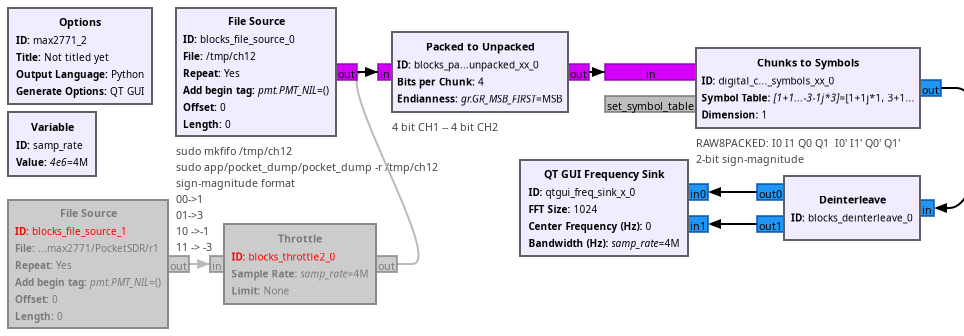 Options
ID: max2771_2
Title: Not titled yet
Output Language: Python
Generate Options: QT GUI
Variable
ID: samp_rate
Value: 4e6=4M
File Source
ID: blocks_file_source_0
File: /tmp/ch12
Repeat: Yes
Add begin tag: pmt.PMT_NIL=()
Offset: 0
Length: 0
out
sudo mkfifo /tmp/ch12
sudo app/pocket_dump/pocket_dump -r /tmp/ch12
sign-magnitude format
00->1
01->3
10 ->-1
11 -> -3
in
Packed to Unpacked
ID: blocks_pa...unpacked_xx_0
Bits per Chunk: 4
Endianness: gr.GR_MSB_FIRST=MSB
out
4 bit CH1 -- 4 bit CH2
in
set_symbol_table
Chunks to Symbols
ID: digital_c..._symbols_xx_0
Symbol Table: [1+1...-3-1j*3]=[1+1j*1, 3+1...
Dimension: 1
out
RAW8PACKED: I0 I1 Q0 Q1  I0' I1' Q0' Q1'
2-bit sign-magnitude
QT GUI Frequency Sink
ID: qtgui_freq_sink_x_0
FFT Size: 1024
Center Frequency (Hz): 0
Bandwidth (Hz): samp_rate=4M
in0
in1
out0
out1
Deinterleave
ID: blocks_deinterleave_0
in
File Source
ID: blocks_file_source_1
File: ...max2771/PocketSDR/r1
Repeat: Yes
Add begin tag: pmt.PMT_NIL=()
Offset: 0
Length: 0
out
in
Throttle
ID: blocks_throttle2_0
Sample Rate: samp_rate=4M
Limit: None
out